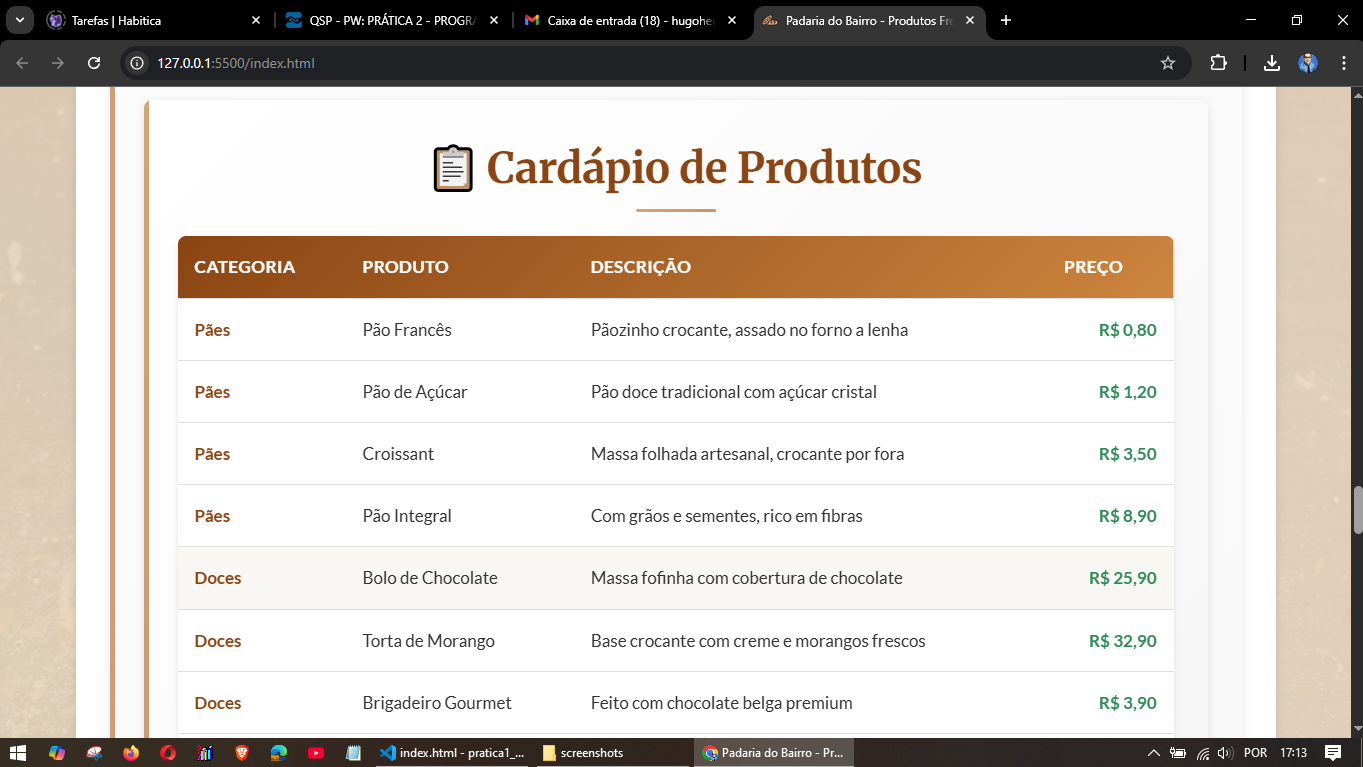 Tarefas | Habitica
QSP - PW: PRÁTICA 2 - PROGRA
Caixa de entrada (18) - hugoher
Padaria do Bairro - Produtos Fre
127.0.0.1:5500/index.html
Cardápio de Produtos
CATEGORIA PRODUTO DESCRIÇÃO PREÇO
Pães Pão Francês Pãozinho crocante, assado no forno a lenha R$ 0,80
Pães Pão de Açúcar Pão doce tradicional com açúcar cristal R$ 1,20
Pães Croissant Massa folhada artesanal, crocante por fora R$ 3,50
Pães Pão Integral Com grãos e sementes, rico em fibras R$ 8,90
Doces Bolo de Chocolate Massa fofinha com cobertura de chocolate R$ 25,90
Doces Torta de Morango Base crocante com creme e morangos frescos R$ 32,90
Doces Brigadeiro Gourmet Feito com chocolate belga premium R$ 3,90
index.html - pratica1_...
screenshots
Padaria do Bairro - Pr...
POR
17:13